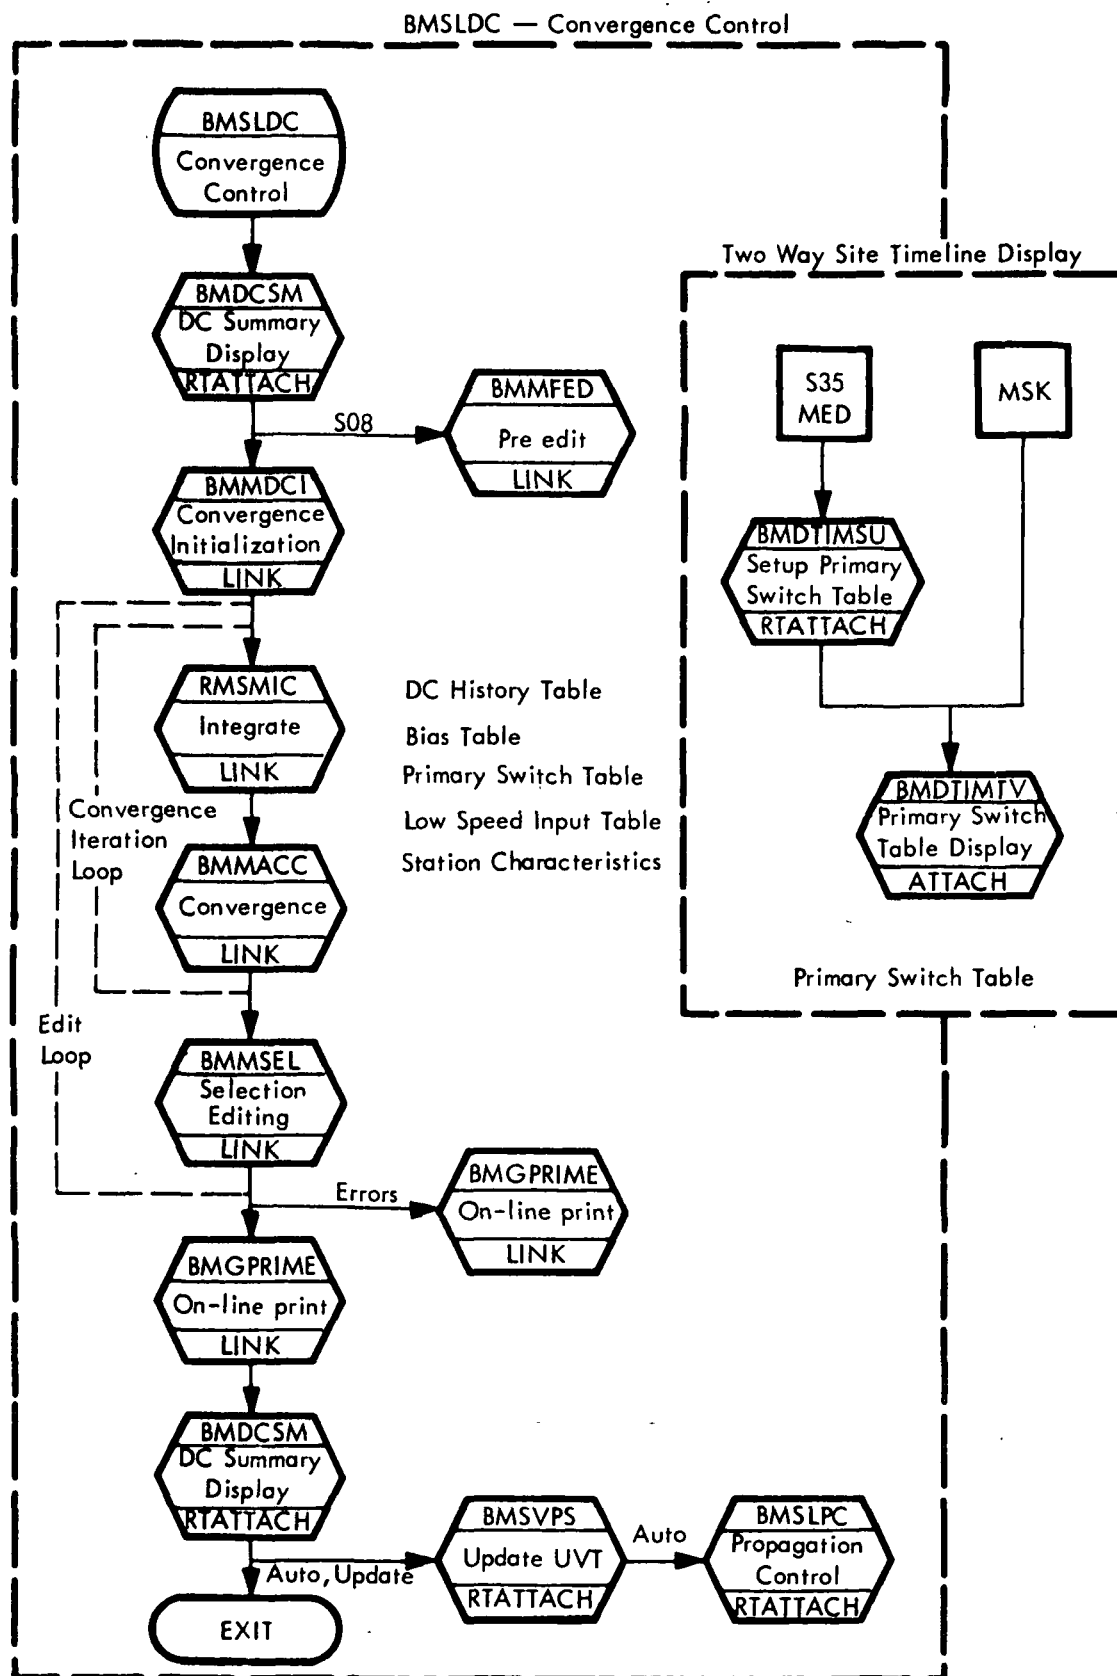 BMSLDC — Convergence Control
BMSLDC
Convergence
Control
BMDCSM
DC Summary
Display
RTATTACH
S08
BMMFED
Pre edit
LINK
BMMDCI
Convergence
Initialization
LINK
RMSMIC
Integrate
LINK
Convergence
Iteration
Loop
BMMACC
Convergence
LINK
Edit
Loop
BMMSEL
Selection
Editing
LINK
Errors
BMGPRIME
On-line print
LINK
BMGPRIME
On-line print
LINK
BMDCSM
DC Summary
Display
RTATTACH
Auto, Update
BMSVPS
Update UVT
RTATTACH
Auto
BMSLPC
Propagation
Control
RTATTACH
EXIT
DC History Table
Bias Table
Primary Switch Table
Low Speed Input Table
Station Characteristics
Two Way Site Timeline Display
S35
MED
MSK
BMDTIMSU
Setup Primary
Switch Table
RTATTACH
BMDTIMTV
Primary Switch
Table Display
ATTACH
Primary Switch Table